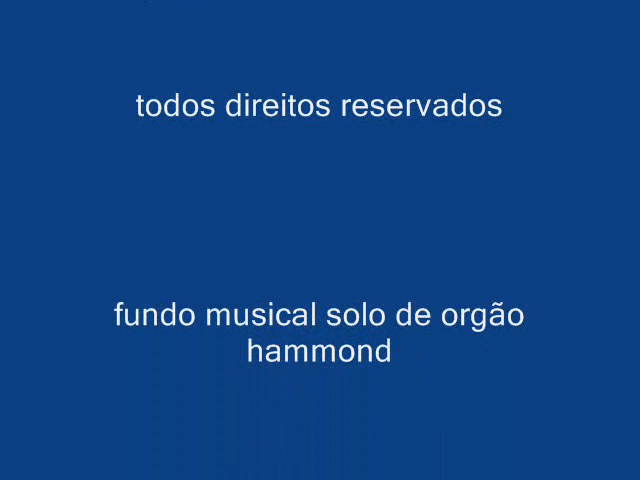 todos direitos reservados
fundo musical solo de orgão
hammond